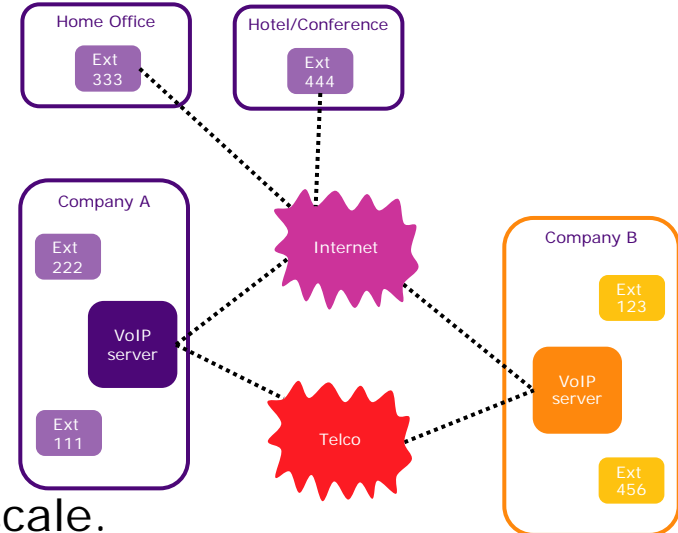 Home Office
Hotel/Conference
Ext
333
Ext
444
Company A
Internet
Company B
Ext
222
Ext
123
VoIP
server
VoIP
server
Ext
111
Telco
Ext
456
cale.